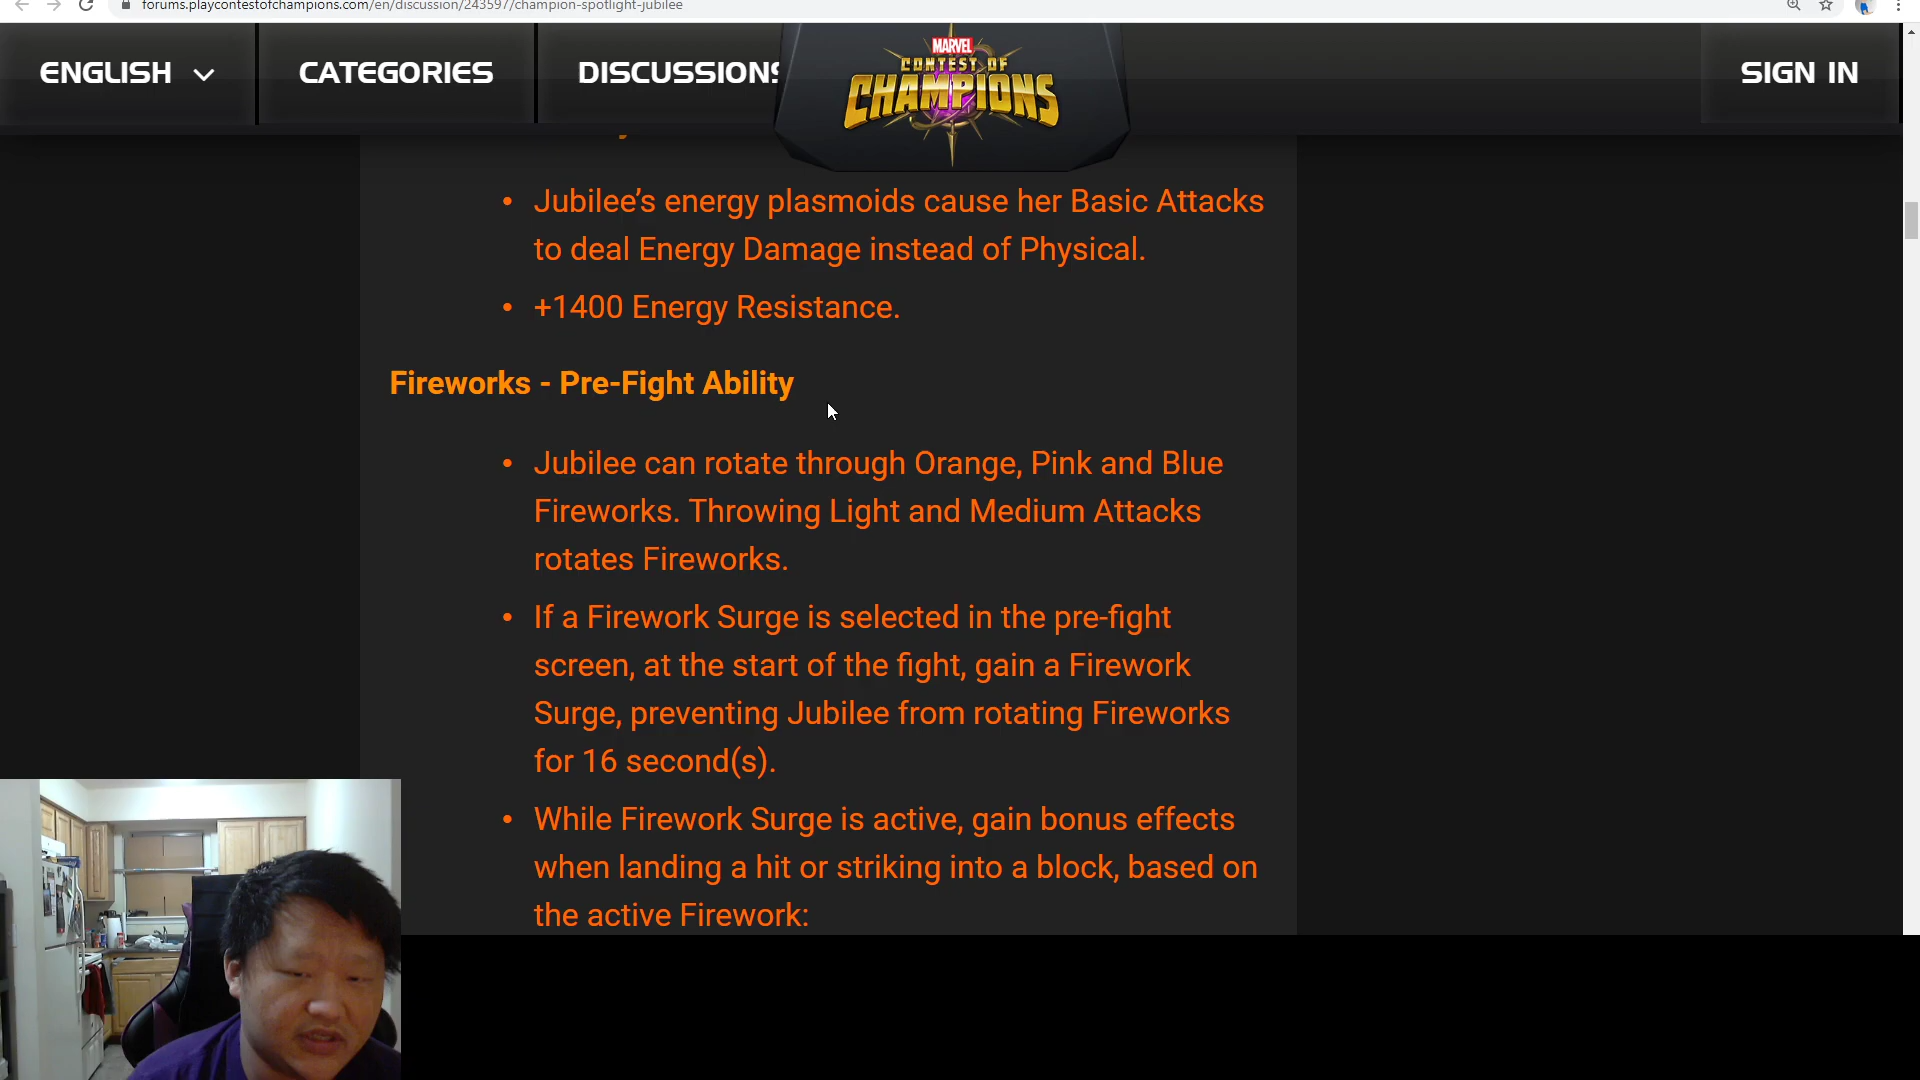 forums.playcontestofchampions.com/en/discussion/243597/champion-spotlight-jubilee
ENGLISH
CATEGORIES
DISCUSSIONS
MARVEL
CONTEST OF
CHAMPIONS
SIGN IN
• Jubilee’s energy plasmoids cause her Basic Attacks
to deal Energy Damage instead of Physical.
• +1400 Energy Resistance.
Fireworks - Pre-Fight Ability
• Jubilee can rotate through Orange, Pink and Blue
Fireworks. Throwing Light and Medium Attacks
rotates Fireworks.
• If a Firework Surge is selected in the pre-fight
screen, at the start of the fight, gain a Firework
Surge, preventing Jubilee from rotating Fireworks
for 16 second(s).
• While Firework Surge is active, gain bonus effects
when landing a hit or striking into a block, based on
the active Firework: